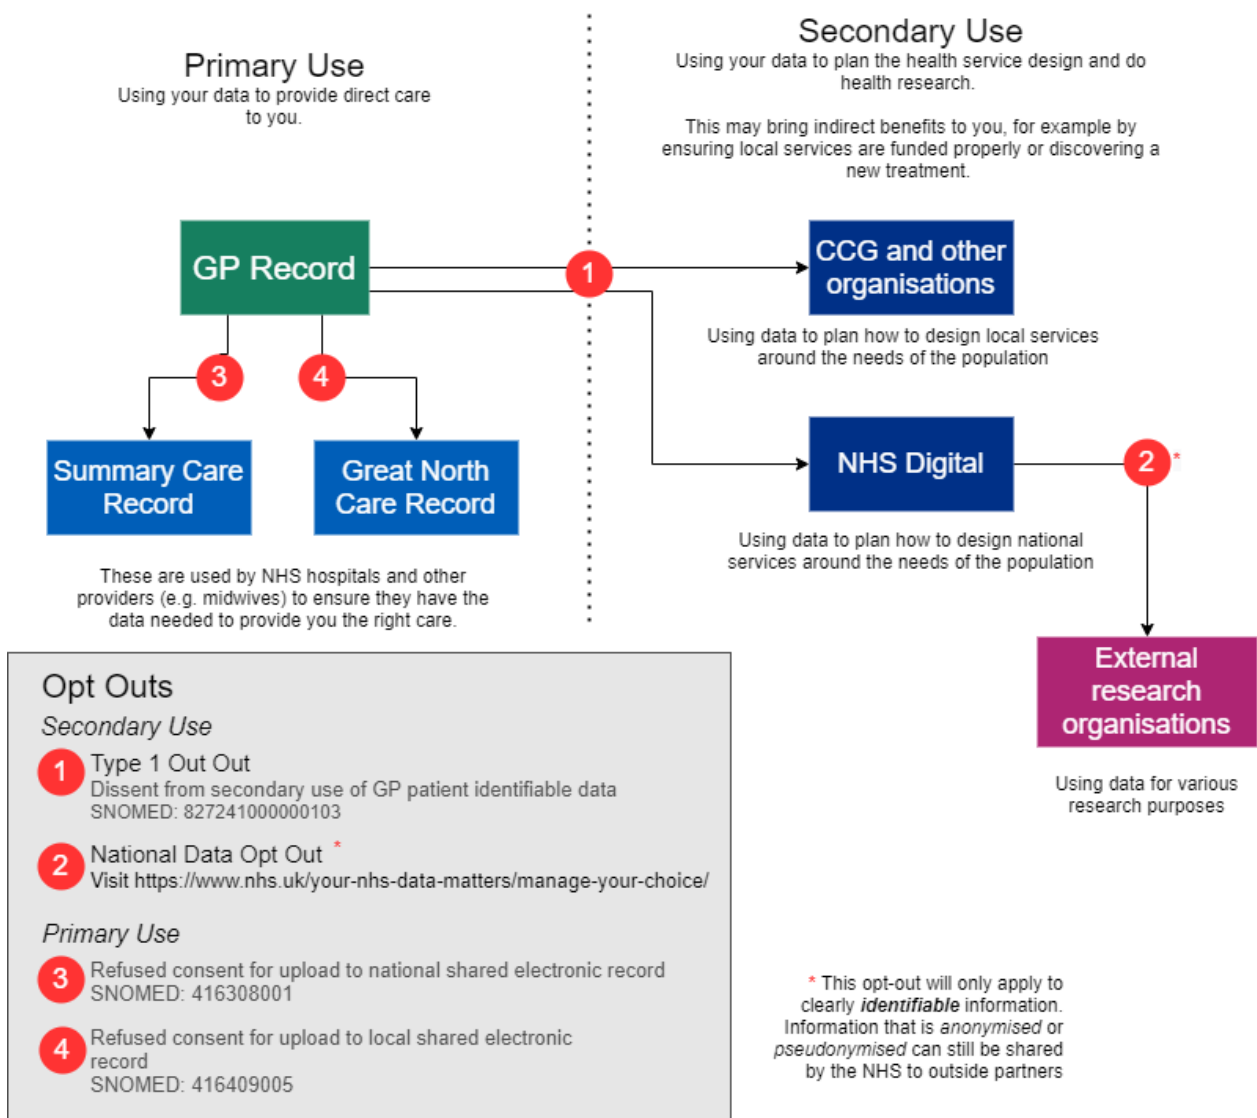 Primary Use
Using your data to provide direct care
to you.
Secondary Use
Using your data to plan the health service design and do
health research.
This may bring indirect benefits to you, for example by
ensuring local services are funded properly or discovering a
new treatment.
GP Record
1
CCG and other
organisations
Using data to plan how to design local services
around the needs of the population
3
4
Summary Care
Record
Great North
Care Record
These are used by NHS hospitals and other
providers (e.g. midwives) to ensure they have the
data needed to provide you the right care.
NHS Digital
2 *
Using data to plan how to design national
services around the needs of the population
External
research
organisations
Using data for various
research purposes
Opt Outs
Secondary Use
1
Type 1 Out Out
Dissent from secondary use of GP patient identifiable data
SNOMED: 827241000000103
2
National Data Opt Out *
Visit https://www.nhs.uk/your-nhs-data-matters/manage-your-choice/
Primary Use
3
Refused consent for upload to national shared electronic record
SNOMED: 416308001
4
Refused consent for upload to local shared electronic
record
SNOMED: 416409005
* This opt-out will only apply to
clearly identifiable information.
Information that is anonymised or
pseudonymised can still be shared
by the NHS to outside partners